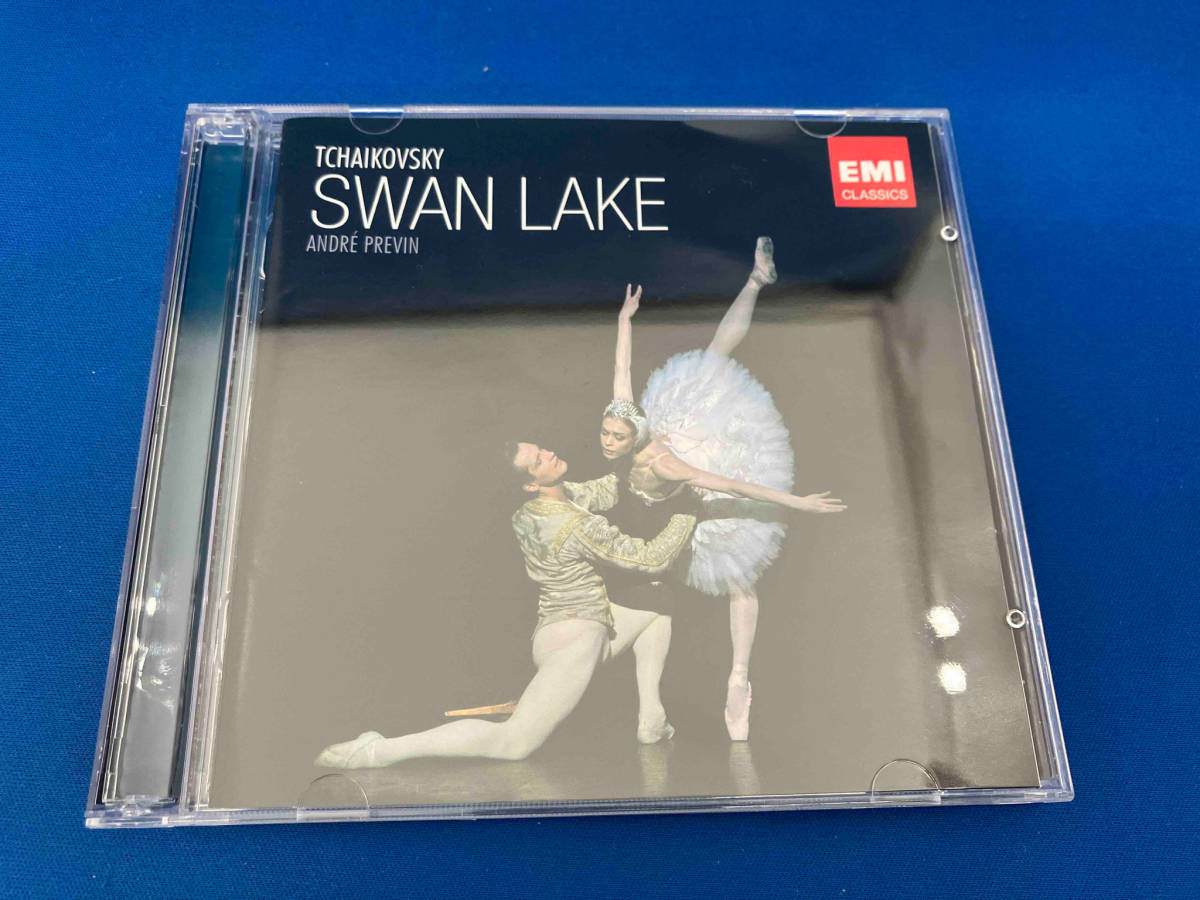 TCHAIKOVSKY
SWAN LAKE
ANDRÉ PREVIN
EMI
CLASSICS